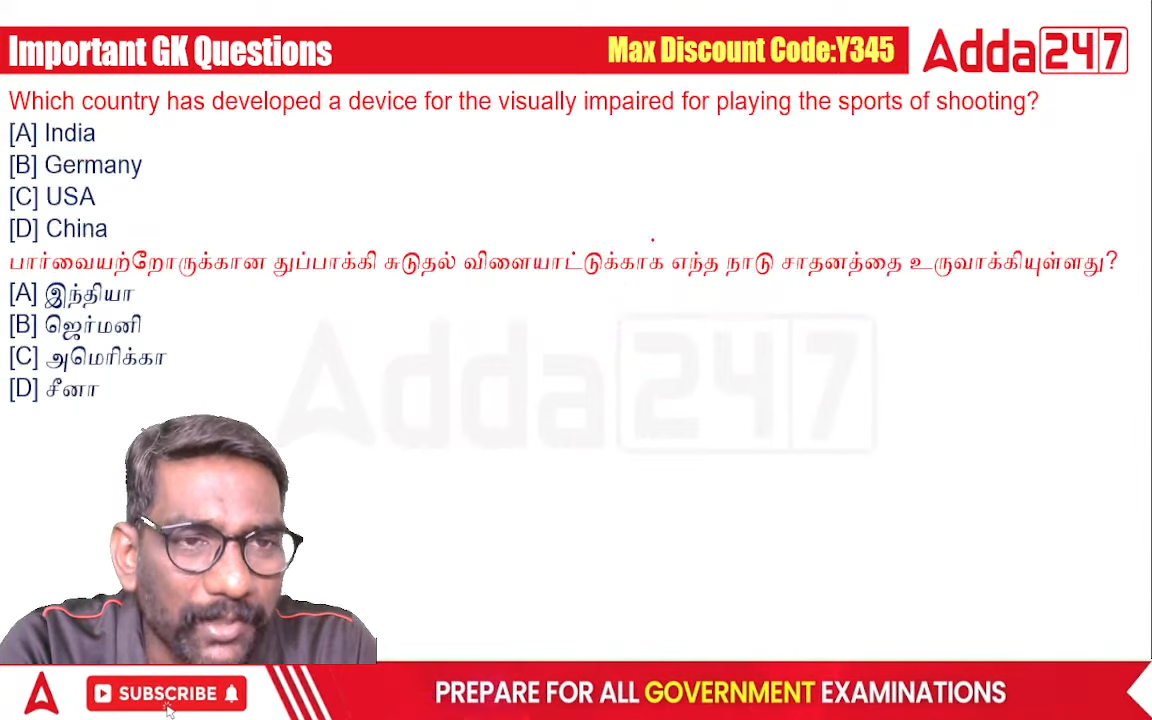 Important GK Questions
Max Discount Code:Y345
Adda247
Which country has developed a device for the visually impaired for playing the sports of shooting?
[A] India
[B] Germany
[C] USA
[D] China
பார்வையற்றோருக்கான துப்பாக்கி சுடுதல் விளையாட்டுக்காக எந்த நாடு சாதனத்தை உருவாக்கியுள்ளது?
[A] இந்தியா
[B] ஜெர்மனி
[C] அமெரிக்கா
[D] சீனா
Adda247
SUBSCRIBE
PREPARE FOR ALL GOVERNMENT EXAMINATIONS